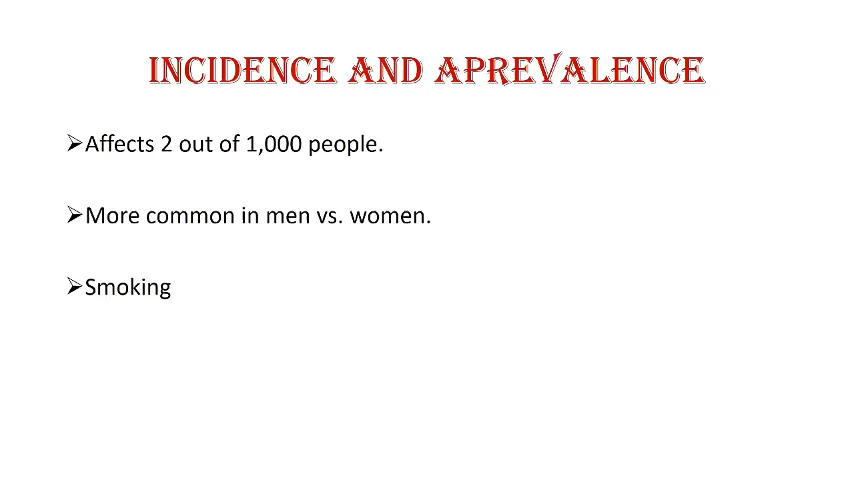 INCIDENCE AND APREVALENCE
➢Affects 2 out of 1,000 people.
➢More common in men vs. women.
➢Smoking